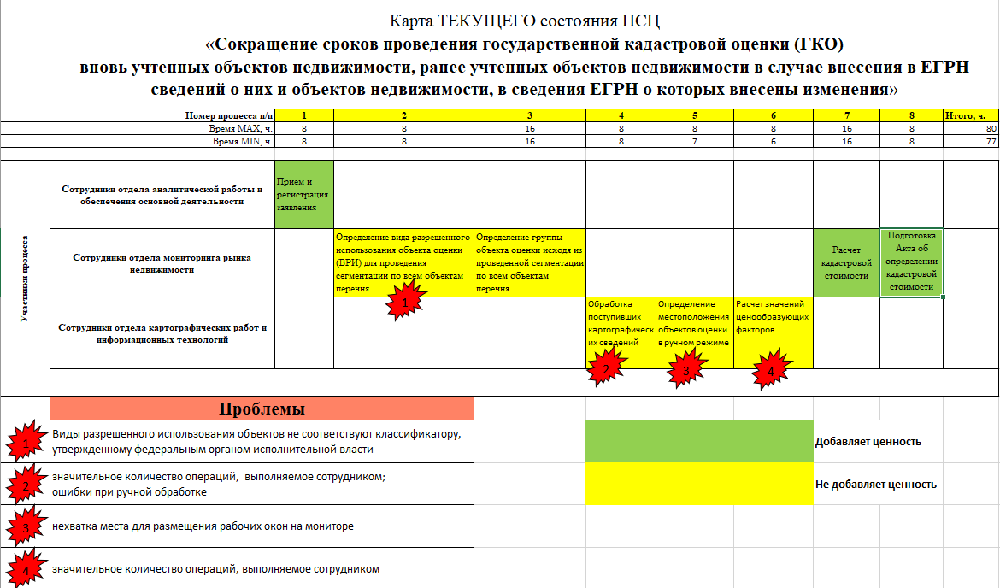 Карта ТЕКУЩЕГО состояния ПСЦ
«Сокращение сроков проведения государственной кадастровой оценки (ГКО)
вновь учтенных объектов недвижимости, ранее учтенных объектов недвижимости в случае внесения в ЕГРН
сведений о них и объектов недвижимости, в сведения ЕГРН о которых внесены изменения»
Номер процесса п/п 1 2 3 4 5 6 7 8 Итого, ч.
Время MAX, ч. 8 8 16 8 8 8 16 8 80
Время MIN, ч. 8 8 16 8 7 6 16 8 77
Участники процесса
Сотрудники отдела аналитической работы и
обеспечения основной деятельности
Прием и
регистрация
заявления
Сотрудники отдела мониторинга рынка
недвижимости
Определение вида разрешенного
использования объекта оценки
(ВРИ) для проведения
сегментации по всем объектам
перечня
1
Определение группы
объекта оценки исходя из
проведенной сегментации
по всем объектам
перечня
Расчет
кадастровой
стоимости
Подготовка
Акта об
определении
кадастровой
стоимости
Сотрудники отдела картографических работ и
информационных технологий
Обработка
поступивших
картографическ
их сведений
2
Определение
местоположения
объектов оценки
в ручном режиме
3
Расчет значений
ценообразующих
факторов
4
Проблемы
1 Виды разрешенного использования объектов не соответствуют классификатору,
утвержденному федеральным органом исполнительной власти
2 значительное количество операций, выполняемое сотрудником;
ошибки при ручной обработке
3 нехватка места для размещения рабочих окон на мониторе
4 значительное количество операций, выполняемое сотрудником
Добавляет ценность
Не добавляет ценность